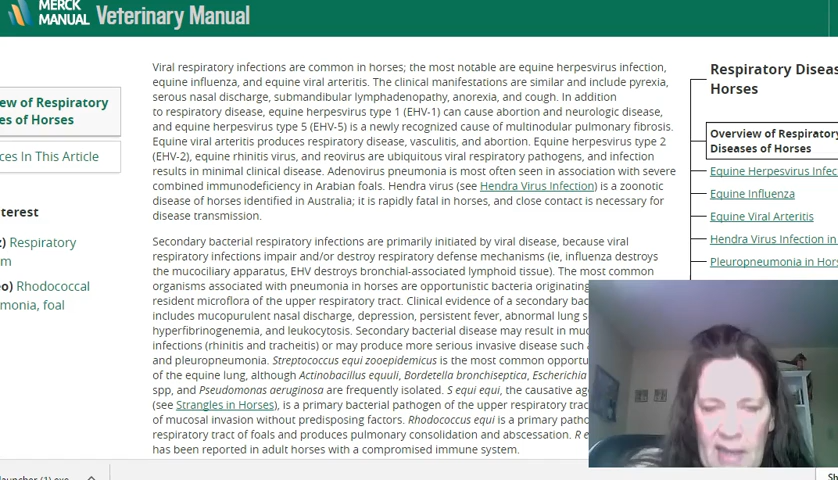 MERCK
MANUAL Veterinary Manual
Viral respiratory infections are common in horses; the most notable are equine herpesvirus infection,
equine influenza, and equine viral arteritis. The clinical manifestations are similar and include pyrexia,
serous nasal discharge, submandibular lymphadenopathy, anorexia, and cough. In addition
to respiratory disease, equine herpesvirus type 1 (EHV-1) can cause abortion and neurologic disease,
and equine herpesvirus type 5 (EHV-5) is a newly recognized cause of multinodular pulmonary fibrosis.
Equine viral arteritis produces respiratory disease, vasculitis, and abortion. Equine herpesvirus type 2
(EHV-2), equine rhinitis virus, and reovirus are ubiquitous viral respiratory pathogens, and infection
results in minimal clinical disease. Adenovirus pneumonia is most often seen in association with severe
combined immunodeficiency in Arabian foals. Hendra virus (see Hendra Virus Infection) is a zoonotic
disease of horses identified in Australia; it is rapidly fatal in horses, and close contact is necessary for
disease transmission.
Secondary bacterial respiratory infections are primarily initiated by viral disease, because viral
respiratory infections impair and/or destroy respiratory defense mechanisms (ie, influenza destroys
the mucociliary apparatus, EHV destroys bronchial-associated lymphoid tissue). The most common
organisms associated with pneumonia in horses are opportunistic bacteria originating
resident microflora of the upper respiratory tract. Clinical evidence of a secondary bac
includes mucopurulent nasal discharge, depression, persistent fever, abnormal lung s
hyperfibrinogenemia, and leukocytosis. Secondary bacterial disease may result in muc
infections (rhinitis and tracheitis) or may produce more serious invasive disease such
and pleuropneumonia. Streptococcus equi zooepidemicus is the most common opportu
of the equine lung, although Actinobacillus equuli, Bordetella bronchiseptica, Escherichia
spp, and Pseudomonas aeruginosa are frequently isolated. S equi equi, the causative age
(see Strangles in Horses), is a primary bacterial pathogen of the upper respiratory trac
of mucosal invasion without predisposing factors. Rhodococcus equi is a primary patho
respiratory tract of foals and produces pulmonary consolidation and abscessation. R e
has been reported in adult horses with a compromised immune system.
ew of Respiratory
es of Horses
ces In This Article
terest
) Respiratory
m
eo) Rhodococcal
monia, foal
Respiratory Disea
Horses
Overview of Respiratory
Diseases of Horses
Equine Herpesvirus Infec
Equine Influenza
Equine Viral Arteritis
Hendra Virus Infection in
Pleuropneumonia in Hors
launcher (1).exe
Sh